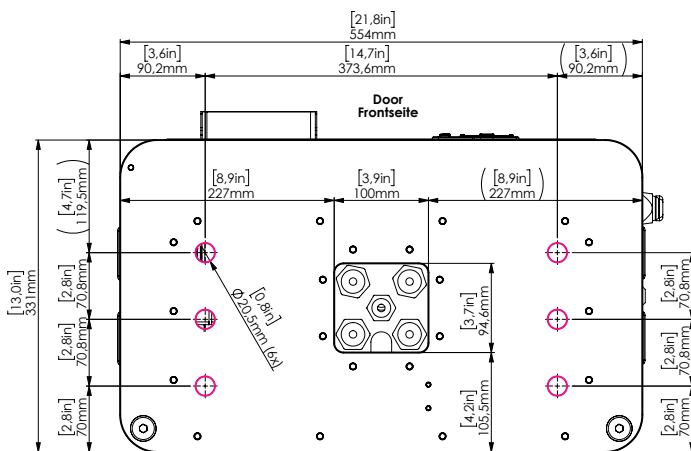 [21,8in]
554mm
[3,6in]
90,2mm
[14,7in]
373,6mm
([3,6in]
90,2mm)
Door
Frontseite
([4,7in]
119,5mm)
[8,9in]
227mm
[3,9in]
100mm
([8,9in]
227mm)
[13,0in]
331mm
[2,8in]
70,8mm
[0,8in]
Ø20,5mm (6x)
[3,7in]
94,6mm
[2,8in]
70,8mm
[2,8in]
70,8mm
[2,8in]
70,8mm
[2,8in]
70mm
[4,2in]
105,5mm
[2,8in]
70mm